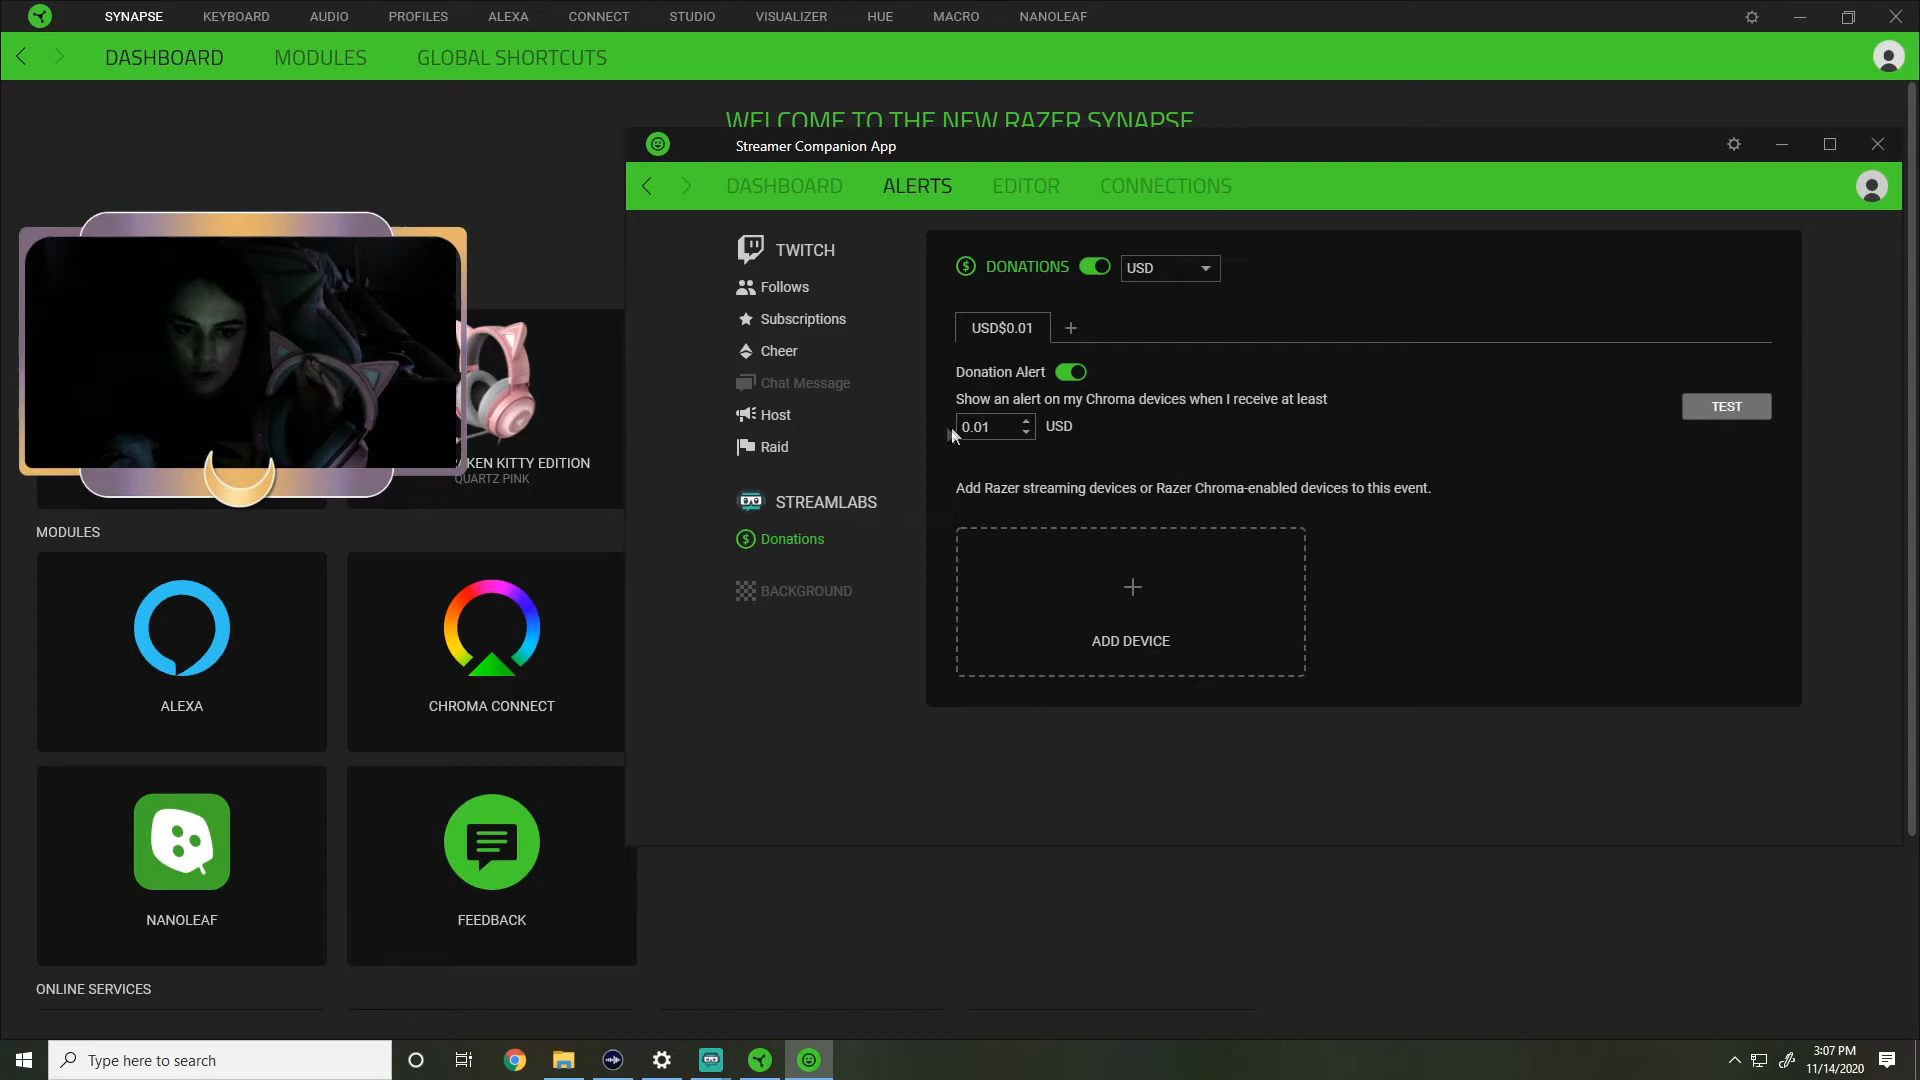 SYNAPSE KEYBOARD AUDIO PROFILES ALEXA CONNECT STUDIO VISUALIZER HUE MACRO NANOLEAF
DASHBOARD MODULES GLOBAL SHORTCUTS
WELCOME TO THE NEW RAZER SYNAPSE
Streamer Companion App
DASHBOARD ALERTS EDITOR CONNECTIONS
TWITCH
Follows
Subscriptions
Cheer
Chat Message
Host
Raid
STREAMLABS
Donations
BACKGROUND
DONATIONS USD
USD$0.01 +
Donation Alert
Show an alert on my Chroma devices when I receive at least
TEST
0.01 USD
Add Razer streaming devices or Razer Chroma-enabled devices to this event.
ADD DEVICE
KEN KITTY EDITION
QUARTZ PINK
MODULES
ALEXA
CHROMA CONNECT
NANOLEAF
FEEDBACK
ONLINE SERVICES
Type here to search
3:07 PM
11/14/2020